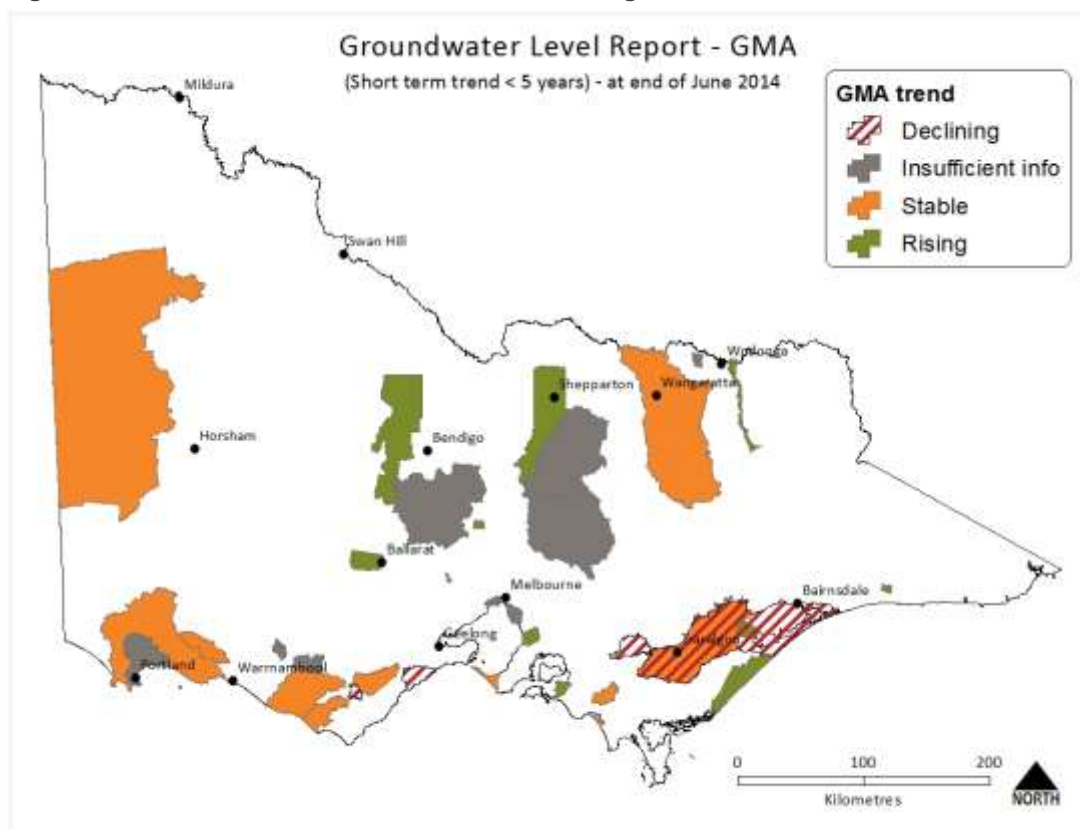 Groundwater Level Report - GMA
(Short term trend < 5 years) - at end of June 2014
GMA trend
Declining
Insufficient info
Stable
Rising
Mildura
Swan Hill
Wodonga
Shepparton
Wangaratta
Horsham
Bendigo
Ballarat
Melbourne
Bairnsdale
Geelong
Portland
Warrnambool
0 100 200
Kilometres
NORTH